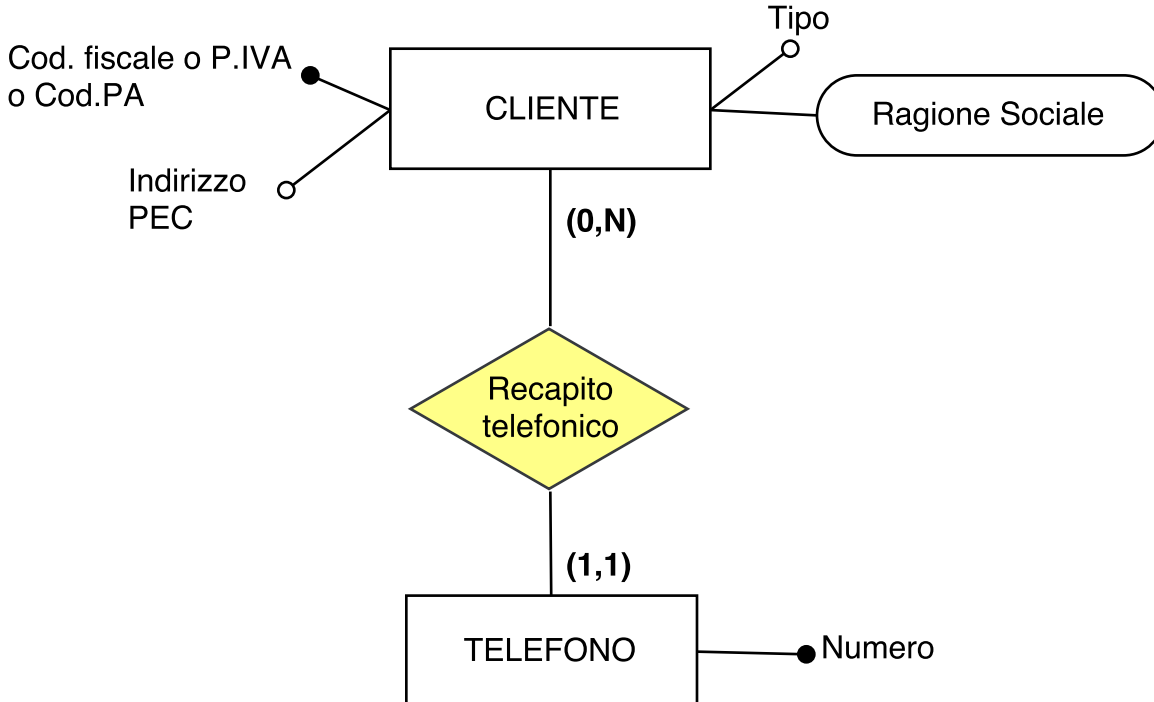 Tipo
Cod. fiscale o P.IVA
o Cod.PA
CLIENTE
Ragione Sociale
Indirizzo
PEC
(0,N)
Recapito
telefonico
(1,1)
TELEFONO
Numero